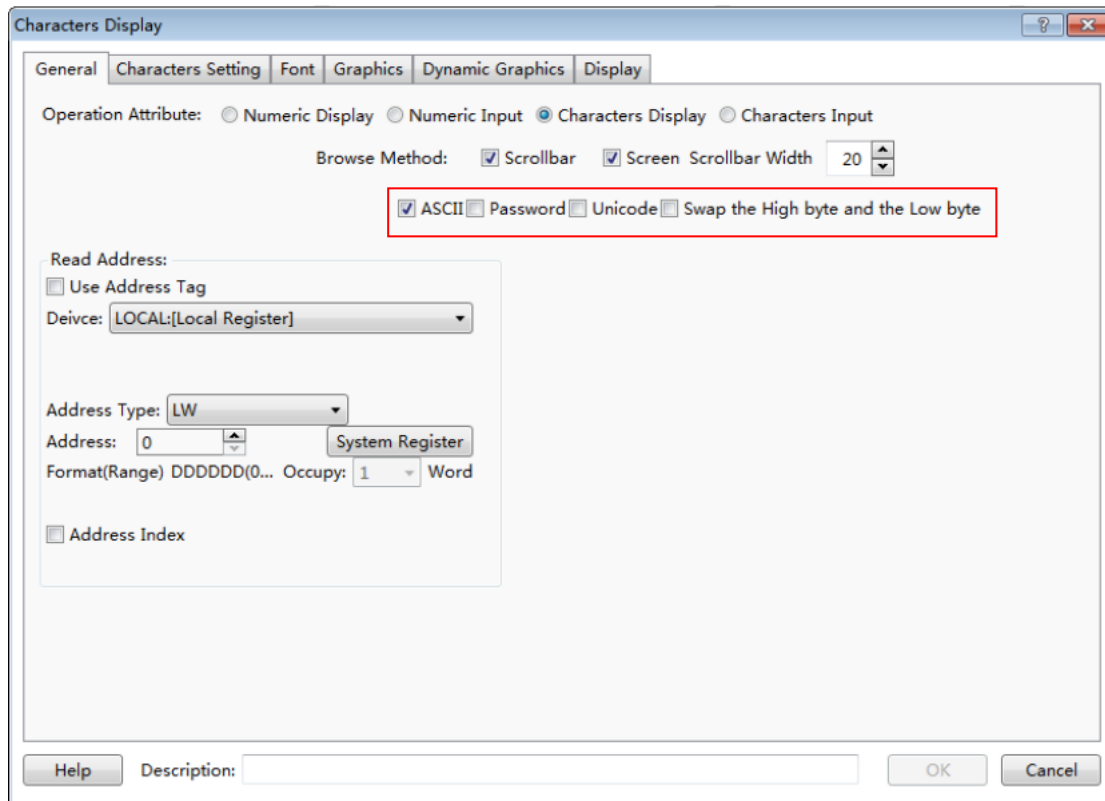 Characters Display
General Characters Setting Font Graphics Dynamic Graphics Display
Operation Attribute: Numeric Display Numeric Input Characters Display Characters Input
Browse Method: Scrollbar Screen Scrollbar Width 20
ASCII Password Unicode Swap the High byte and the Low byte
Read Address:
Use Address Tag
Deivce: LOCAL:[Local Register]
Address Type: LW
Address: 0 System Register
Format(Range) DDDDDD(0... Occupy: 1 Word
Address Index
Help Description: OK Cancel